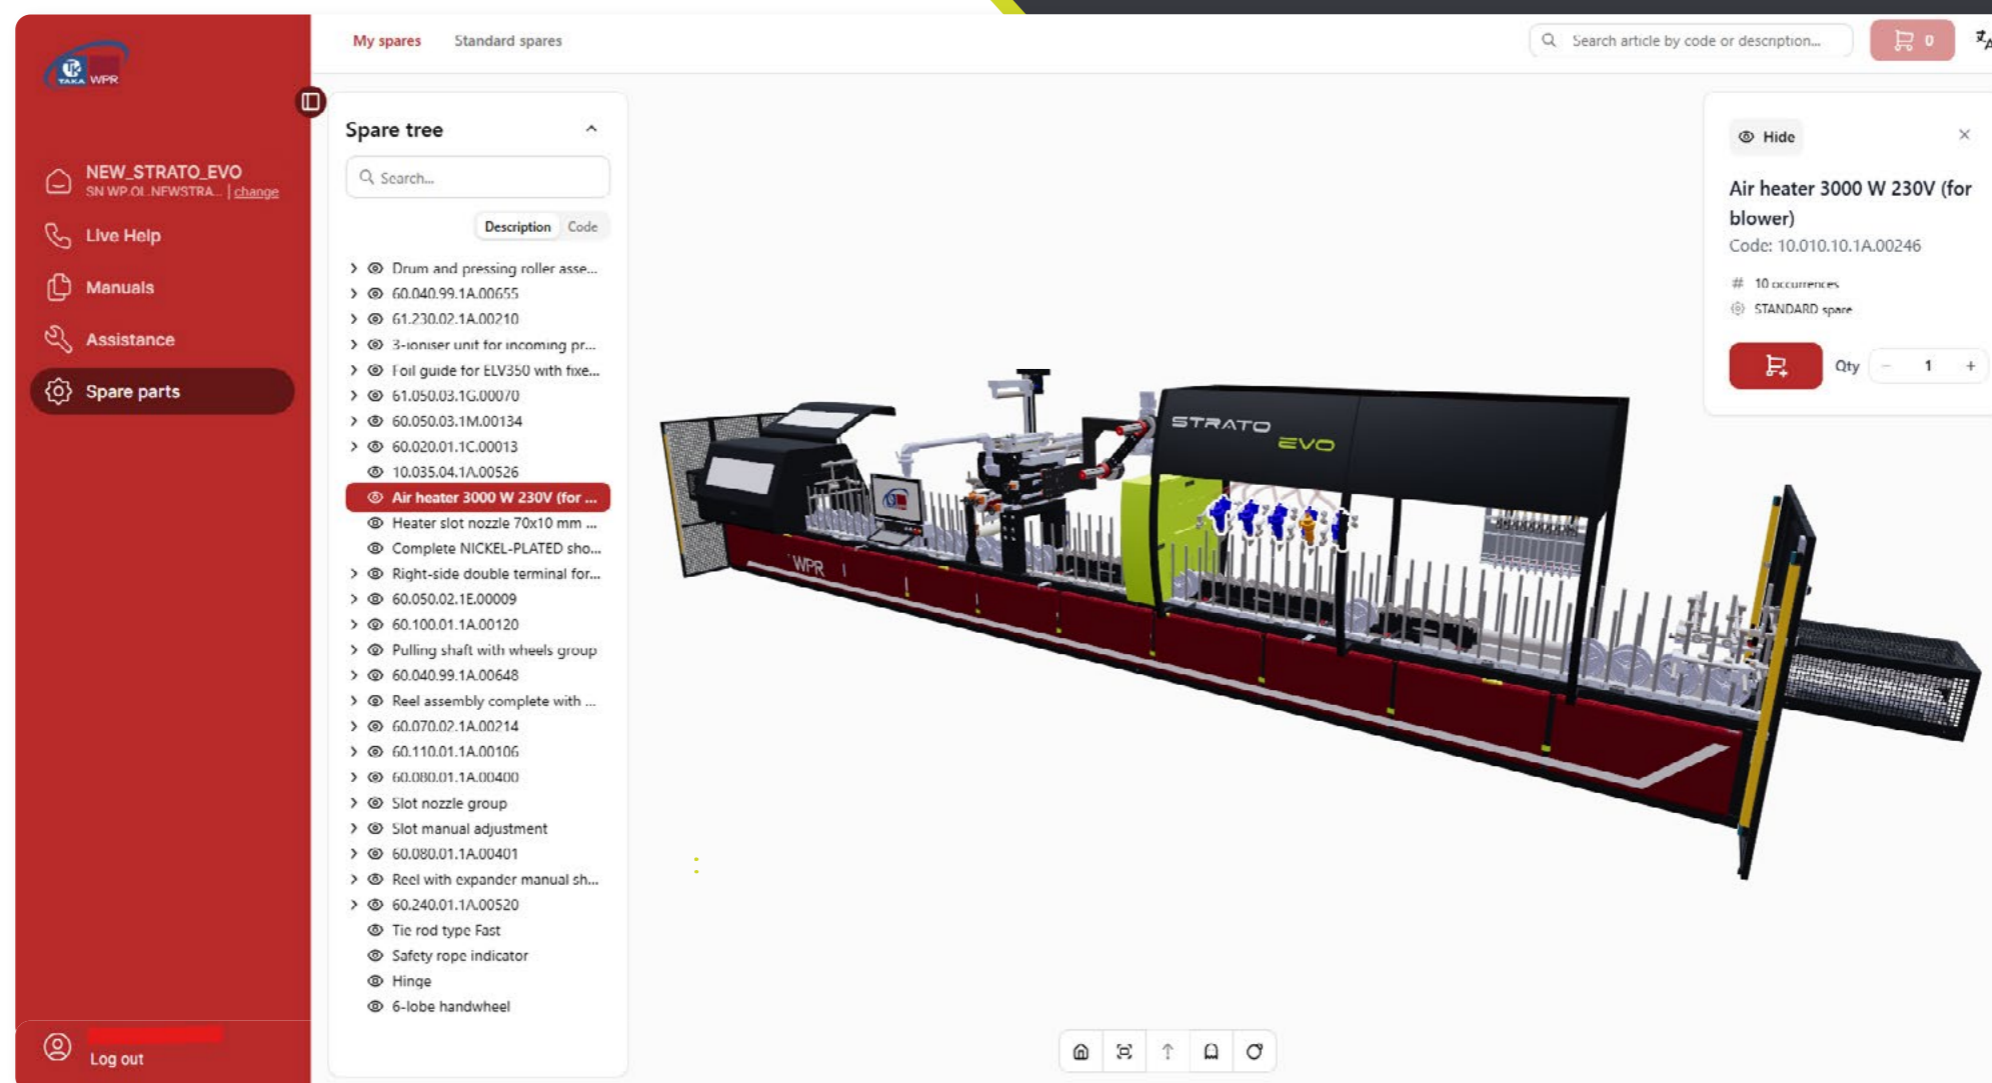 TAKA WPR
NEW_STRATO_EVO
SN WP.OL.NEWSTRA... | change
Live Help
Manuals
Assistance
Spare parts
Log out
My spares
Standard spares
Search article by code or description...
0
Spare tree
Search...
Description
Code
Drum and pressing roller asse...
60.040.99.1A.00655
61.230.02.1A.00210
3-ioniser unit for incoming pr...
Foil guide for ELV350 with fixe...
61.050.03.1G.00070
60.050.03.1M.00134
60.020.01.1C.00013
10.035.04.1A.00526
Air heater 3000 W 230V (for ...
Heater slot nozzle 70x10 mm ...
Complete NICKEL-PLATED sho...
Right-side double terminal for...
60.050.02.1E.00009
60.100.01.1A.00120
Pulling shaft with wheels group
60.040.99.1A.00648
Reel assembly complete with ...
60.070.02.1A.00214
60.110.01.1A.00106
60.080.01.1A.00400
Slot nozzle group
Slot manual adjustment
60.080.01.1A.00401
Reel with expander manual sh...
60.240.01.1A.00520
Tie rod type Fast
Safety rope indicator
Hinge
6-lobe handwheel
STRATO
EVO
WPR
Hide
Air heater 3000 W 230V (for
blower)
Code: 10.010.10.1A.00246
# 10 occurrences
STANDARD spare
Qty
1